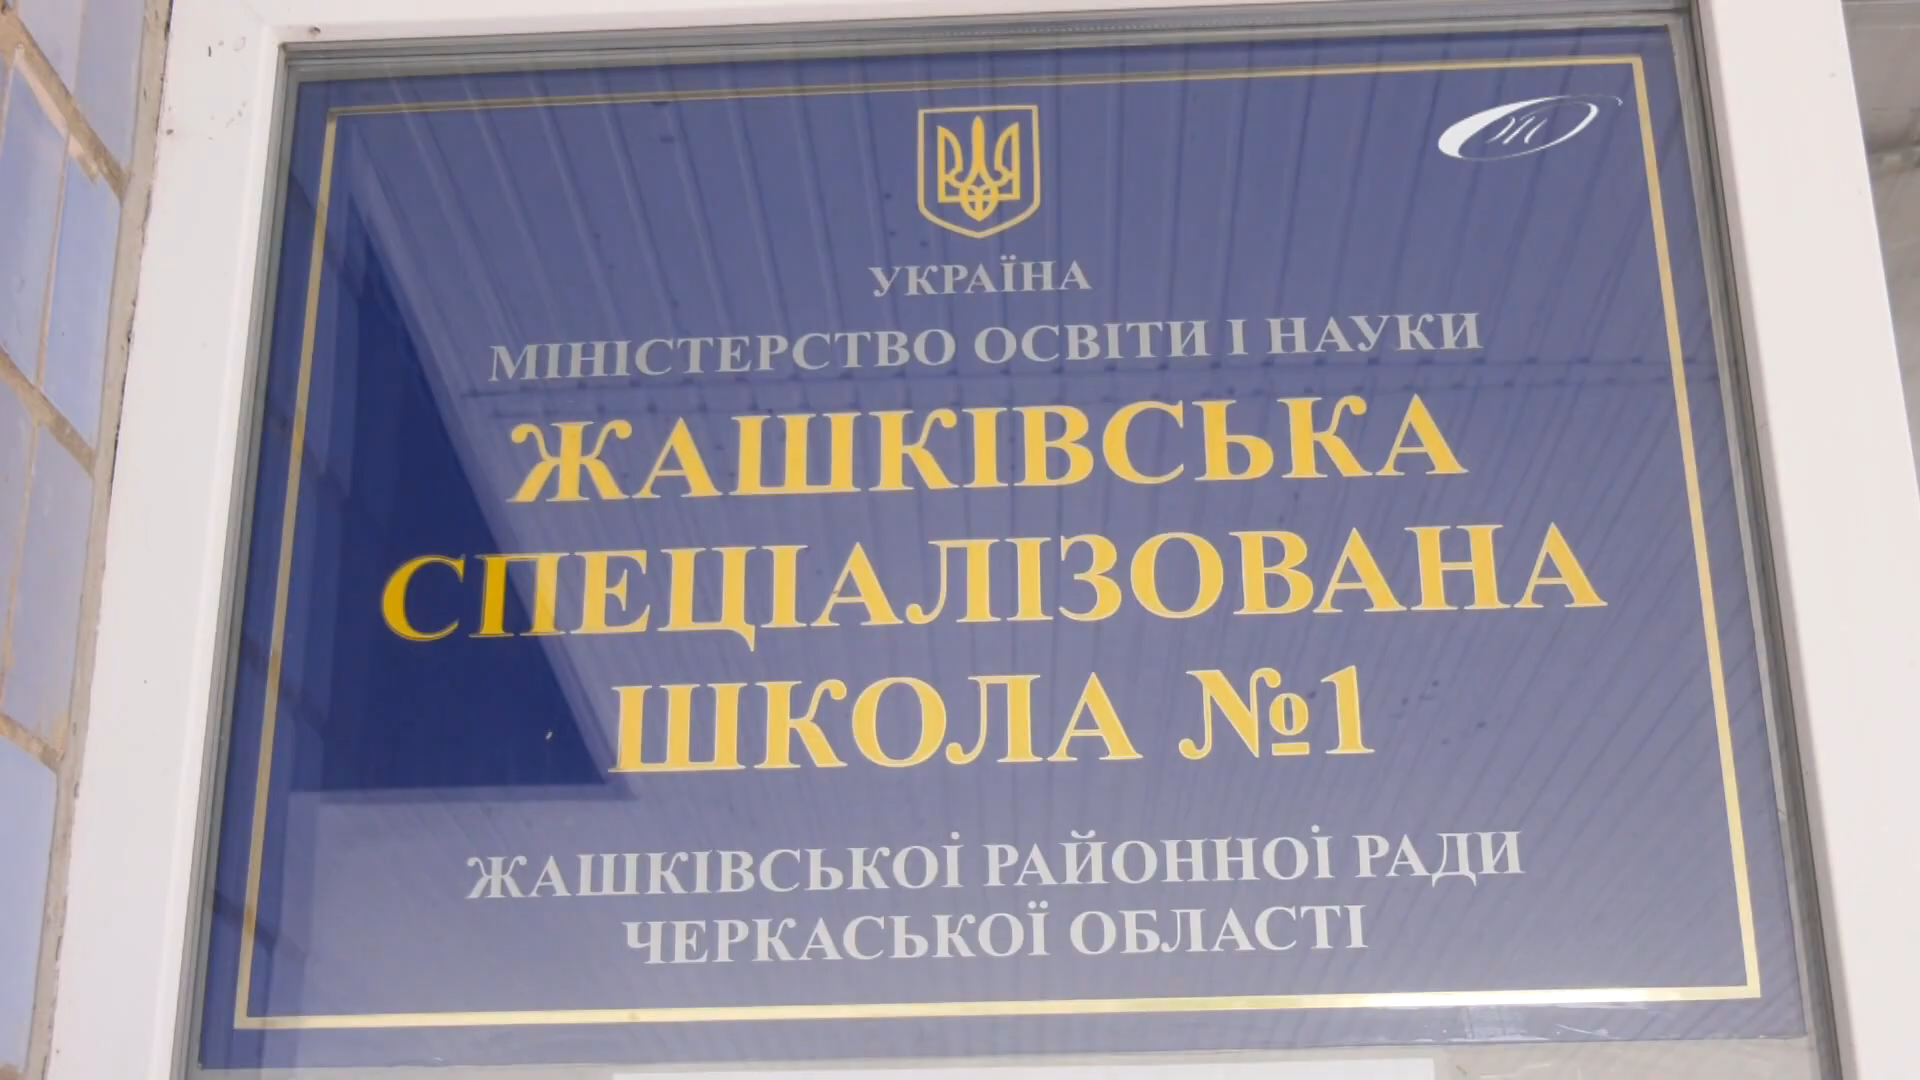 УКРАЇНА
МІНІСТЕРСТВО ОСВІТИ І НАУКИ
ЖАШКІВСЬКА
СПЕЦІАЛІЗОВАНА
ШКОЛА №1
ЖАШКІВСЬКОЇ РАЙОННОЇ РАДИ
ЧЕРКАСЬКОЇ ОБЛАСТІ